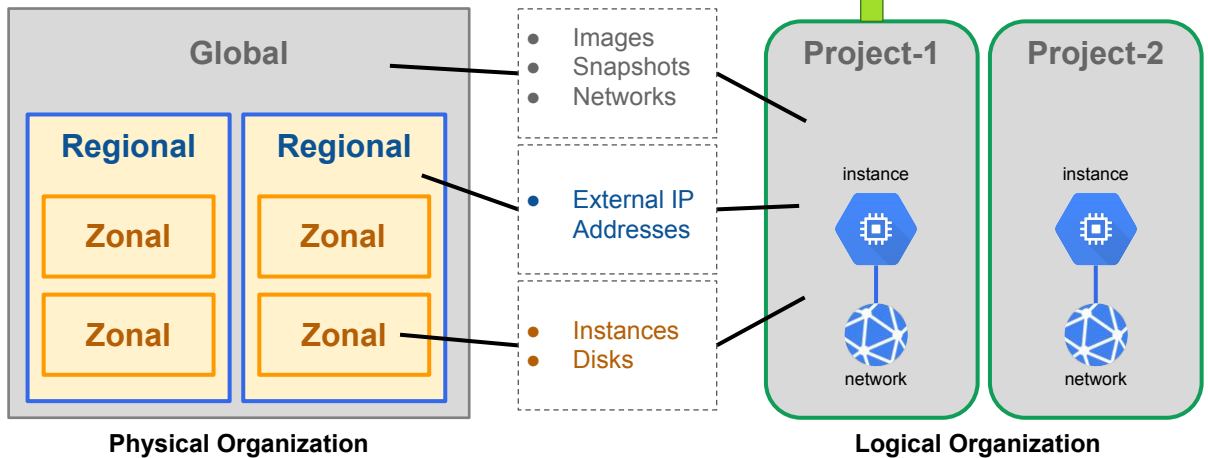 Global
Regional
Regional
Zonal
Zonal
Zonal
Zonal
Physical Organization
● Images
● Snapshots
● Networks
● External IP
Addresses
● Instances
● Disks
Project-1
instance
network
Project-2
instance
network
Logical Organization